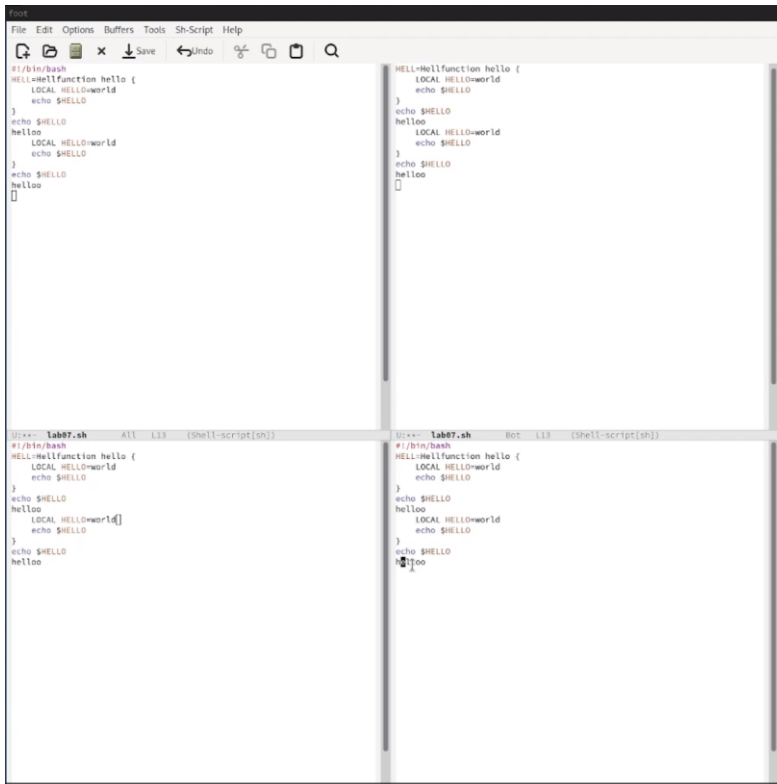 foot
File Edit Options Buffers Tools Sh-Script Help
Save Undo
#!/bin/bash
HELL=Hellfunction hello {
    LOCAL HELLO=world
    echo $HELLO
}
echo $HELLO
helloo
    LOCAL HELLO=world
    echo $HELLO
}
echo $HELLO
helloo
U:**- lab07.sh All L13 (Shell-script[sh])
HELL=Hellfunction hello {
    LOCAL HELLO=world
    echo $HELLO
}
echo $HELLO
helloo
    LOCAL HELLO=world
    echo $HELLO
}
echo $HELLO
helloo
U:**- lab07.sh Bot L13 (Shell-script[sh])
#!/bin/bash
HELL=Hellfunction hello {
    LOCAL HELLO=world
    echo $HELLO
}
echo $HELLO
helloo
    LOCAL HELLO=world
    echo $HELLO
}
echo $HELLO
helloo
#!/bin/bash
HELL=Hellfunction hello {
    LOCAL HELLO=world
    echo $HELLO
}
echo $HELLO
helloo
    LOCAL HELLO=world
    echo $HELLO
}
echo $HELLO
helloo